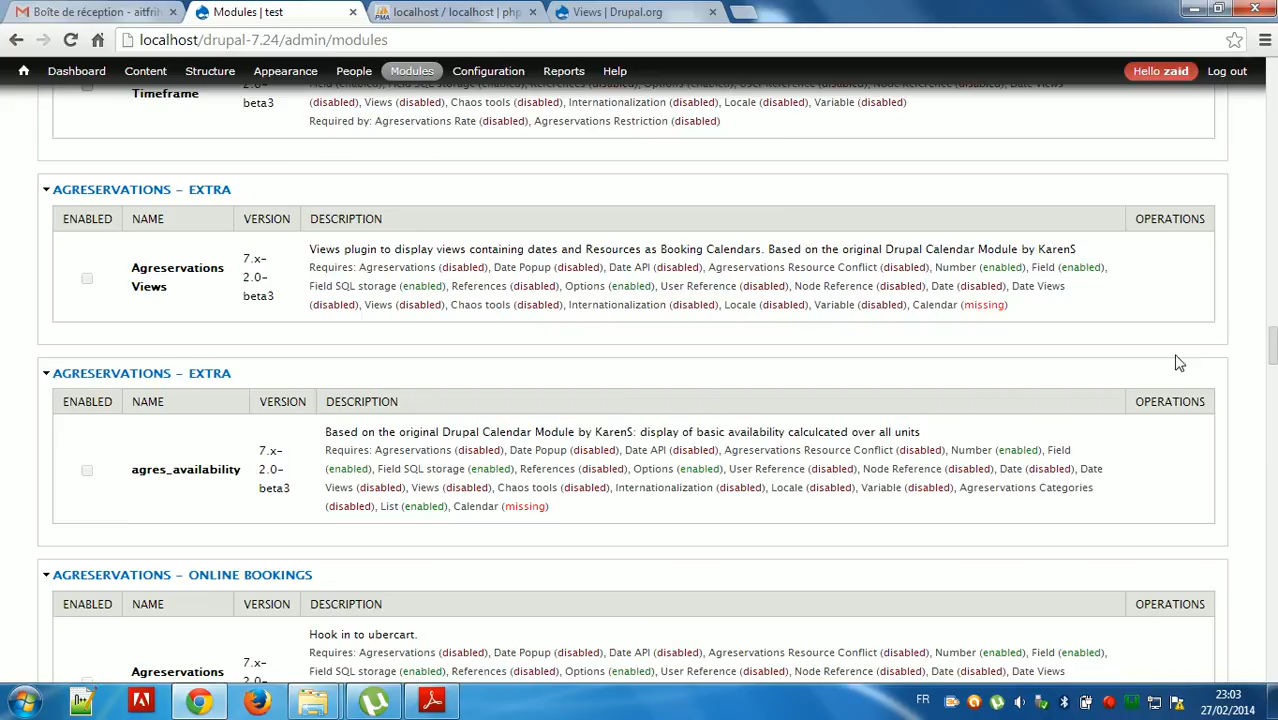 Boîte de réception - aitfrih
Modules | test
localhost / localhost | php
Views | Drupal.org
localhost/drupal-7.24/admin/modules
Dashboard Content Structure Appearance People Modules Configuration Reports Help Hello zaid Log out
Timeframe
beta3
(disabled), Views (disabled), Chaos tools (disabled), Internationalization (disabled), Locale (disabled), Variable (disabled)
Required by: Agreservations Rate (disabled), Agreservations Restriction (disabled)
AGRESERVATIONS – EXTRA
ENABLED NAME VERSION DESCRIPTION OPERATIONS
Agreservations Views
7.x-2.0-beta3
Views plugin to display views containing dates and Resources as Booking Calendars. Based on the original Drupal Calendar Module by KarenS
Requires: Agreservations (disabled), Date Popup (disabled), Date API (disabled), Agreservations Resource Conflict (disabled), Number (enabled), Field (enabled),
Field SQL storage (enabled), References (disabled), Options (enabled), User Reference (disabled), Node Reference (disabled), Date (disabled), Date Views
(disabled), Views (disabled), Chaos tools (disabled), Internationalization (disabled), Locale (disabled), Variable (disabled), Calendar (missing)
AGRESERVATIONS – EXTRA
ENABLED NAME VERSION DESCRIPTION OPERATIONS
agres_availability
7.x-2.0-beta3
Based on the original Drupal Calendar Module by KarenS: display of basic availability calculcated over all units
Requires: Agreservations (disabled), Date Popup (disabled), Date API (disabled), Agreservations Resource Conflict (disabled), Number (enabled), Field
(enabled), Field SQL storage (enabled), References (disabled), Options (enabled), User Reference (disabled), Node Reference (disabled), Date (disabled), Date
Views (disabled), Views (disabled), Chaos tools (disabled), Internationalization (disabled), Locale (disabled), Variable (disabled), Agreservations Categories
(disabled), List (enabled), Calendar (missing)
AGRESERVATIONS – ONLINE BOOKINGS
ENABLED NAME VERSION DESCRIPTION OPERATIONS
Agreservations
7.x-
Hook in to ubercart.
Requires: Agreservations (disabled), Date Popup (disabled), Date API (disabled), Agreservations Resource Conflict (disabled), Number (enabled), Field (enabled),
Field SQL storage (enabled), References (disabled), Options (enabled), User Reference (disabled), Node Reference (disabled), Date (disabled), Date Views
FR
23:03
27/02/2014